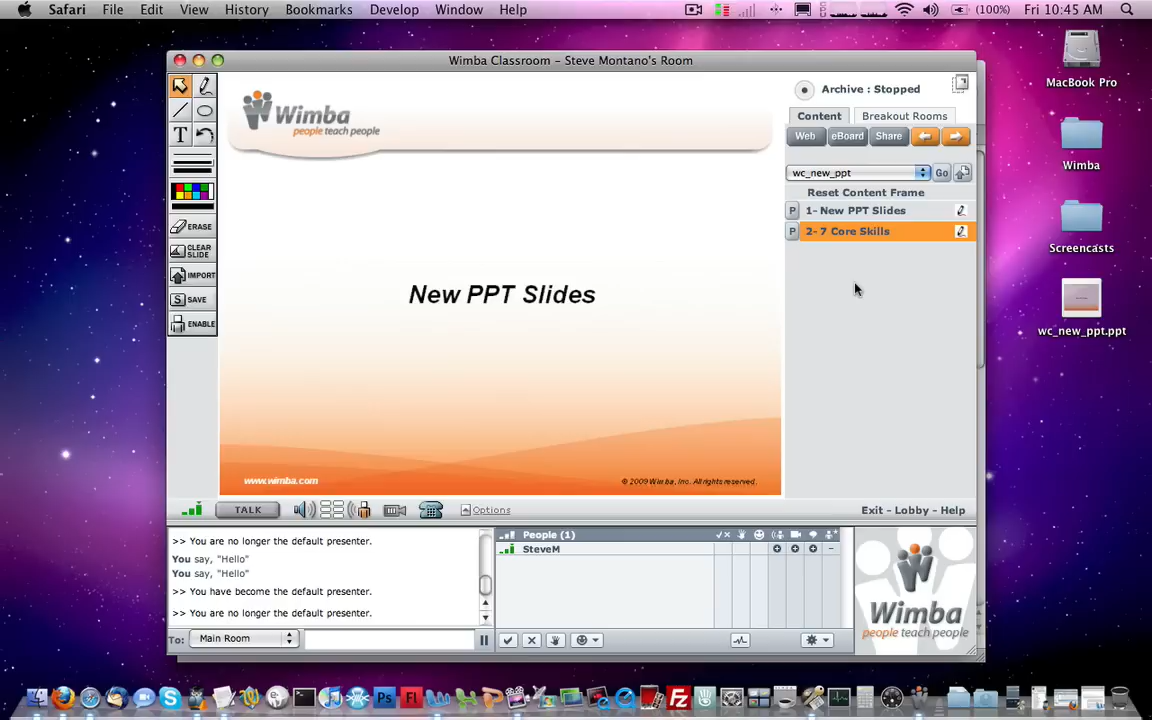 Safari File Edit View History Bookmarks Develop Window Help
(100%) Fri 10:45 AM
Wimba Classroom – Steve Montano's Room
MacBook Pro
Wimba
Screencasts
wc_new_ppt.ppt
T
ERASE
CLEAR
SLIDE
IMPORT
S SAVE
ENABLE
Wimba
people teach people
New PPT Slides
www.wimba.com
© 2009 Wimba, Inc. All rights reserved.
Archive : Stopped
Content Breakout Rooms
Web eBoard Share
wc_new_ppt Go
Reset Content Frame
P 1- New PPT Slides
P 2- 7 Core Skills
TALK
Options
Exit - Lobby - Help
>> You are no longer the default presenter.
You say, "Hello"
You say, "Hello"
>> You have become the default presenter.
>> You are no longer the default presenter.
To: Main Room
People (1)
SteveM
Wimba
people teach people